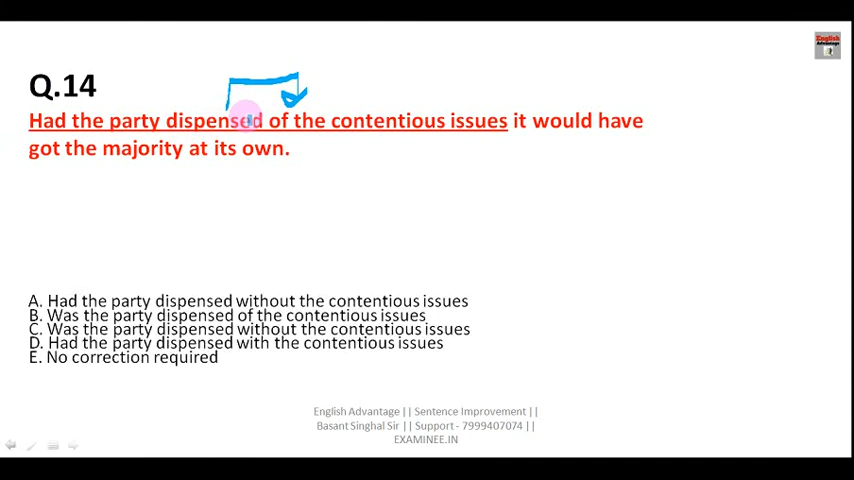 English
Advantage
Q.14
Had the party dispensed of the contentious issues it would have
got the majority at its own.
A. Had the party dispensed without the contentious issues
B. Was the party dispensed of the contentious issues
C. Was the party dispensed without the contentious issues
D. Had the party dispensed with the contentious issues
E. No correction required
English Advantage || Sentence Improvement ||
Basant Singhal Sir || Support - 7999407074 ||
EXAMINEE.IN